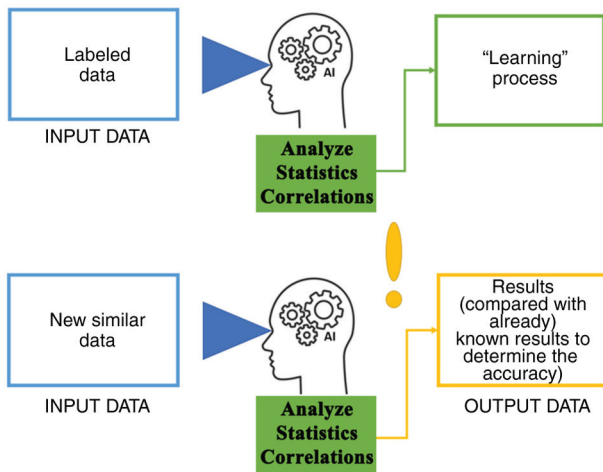 Labeled
data
INPUT DATA
AI
Analyze
Statistics
Correlations
“Learning”
process
New similar
data
INPUT DATA
AI
Analyze
Statistics
Correlations
Results
(compared with
already)
known results to
determine the
accuracy)
OUTPUT DATA